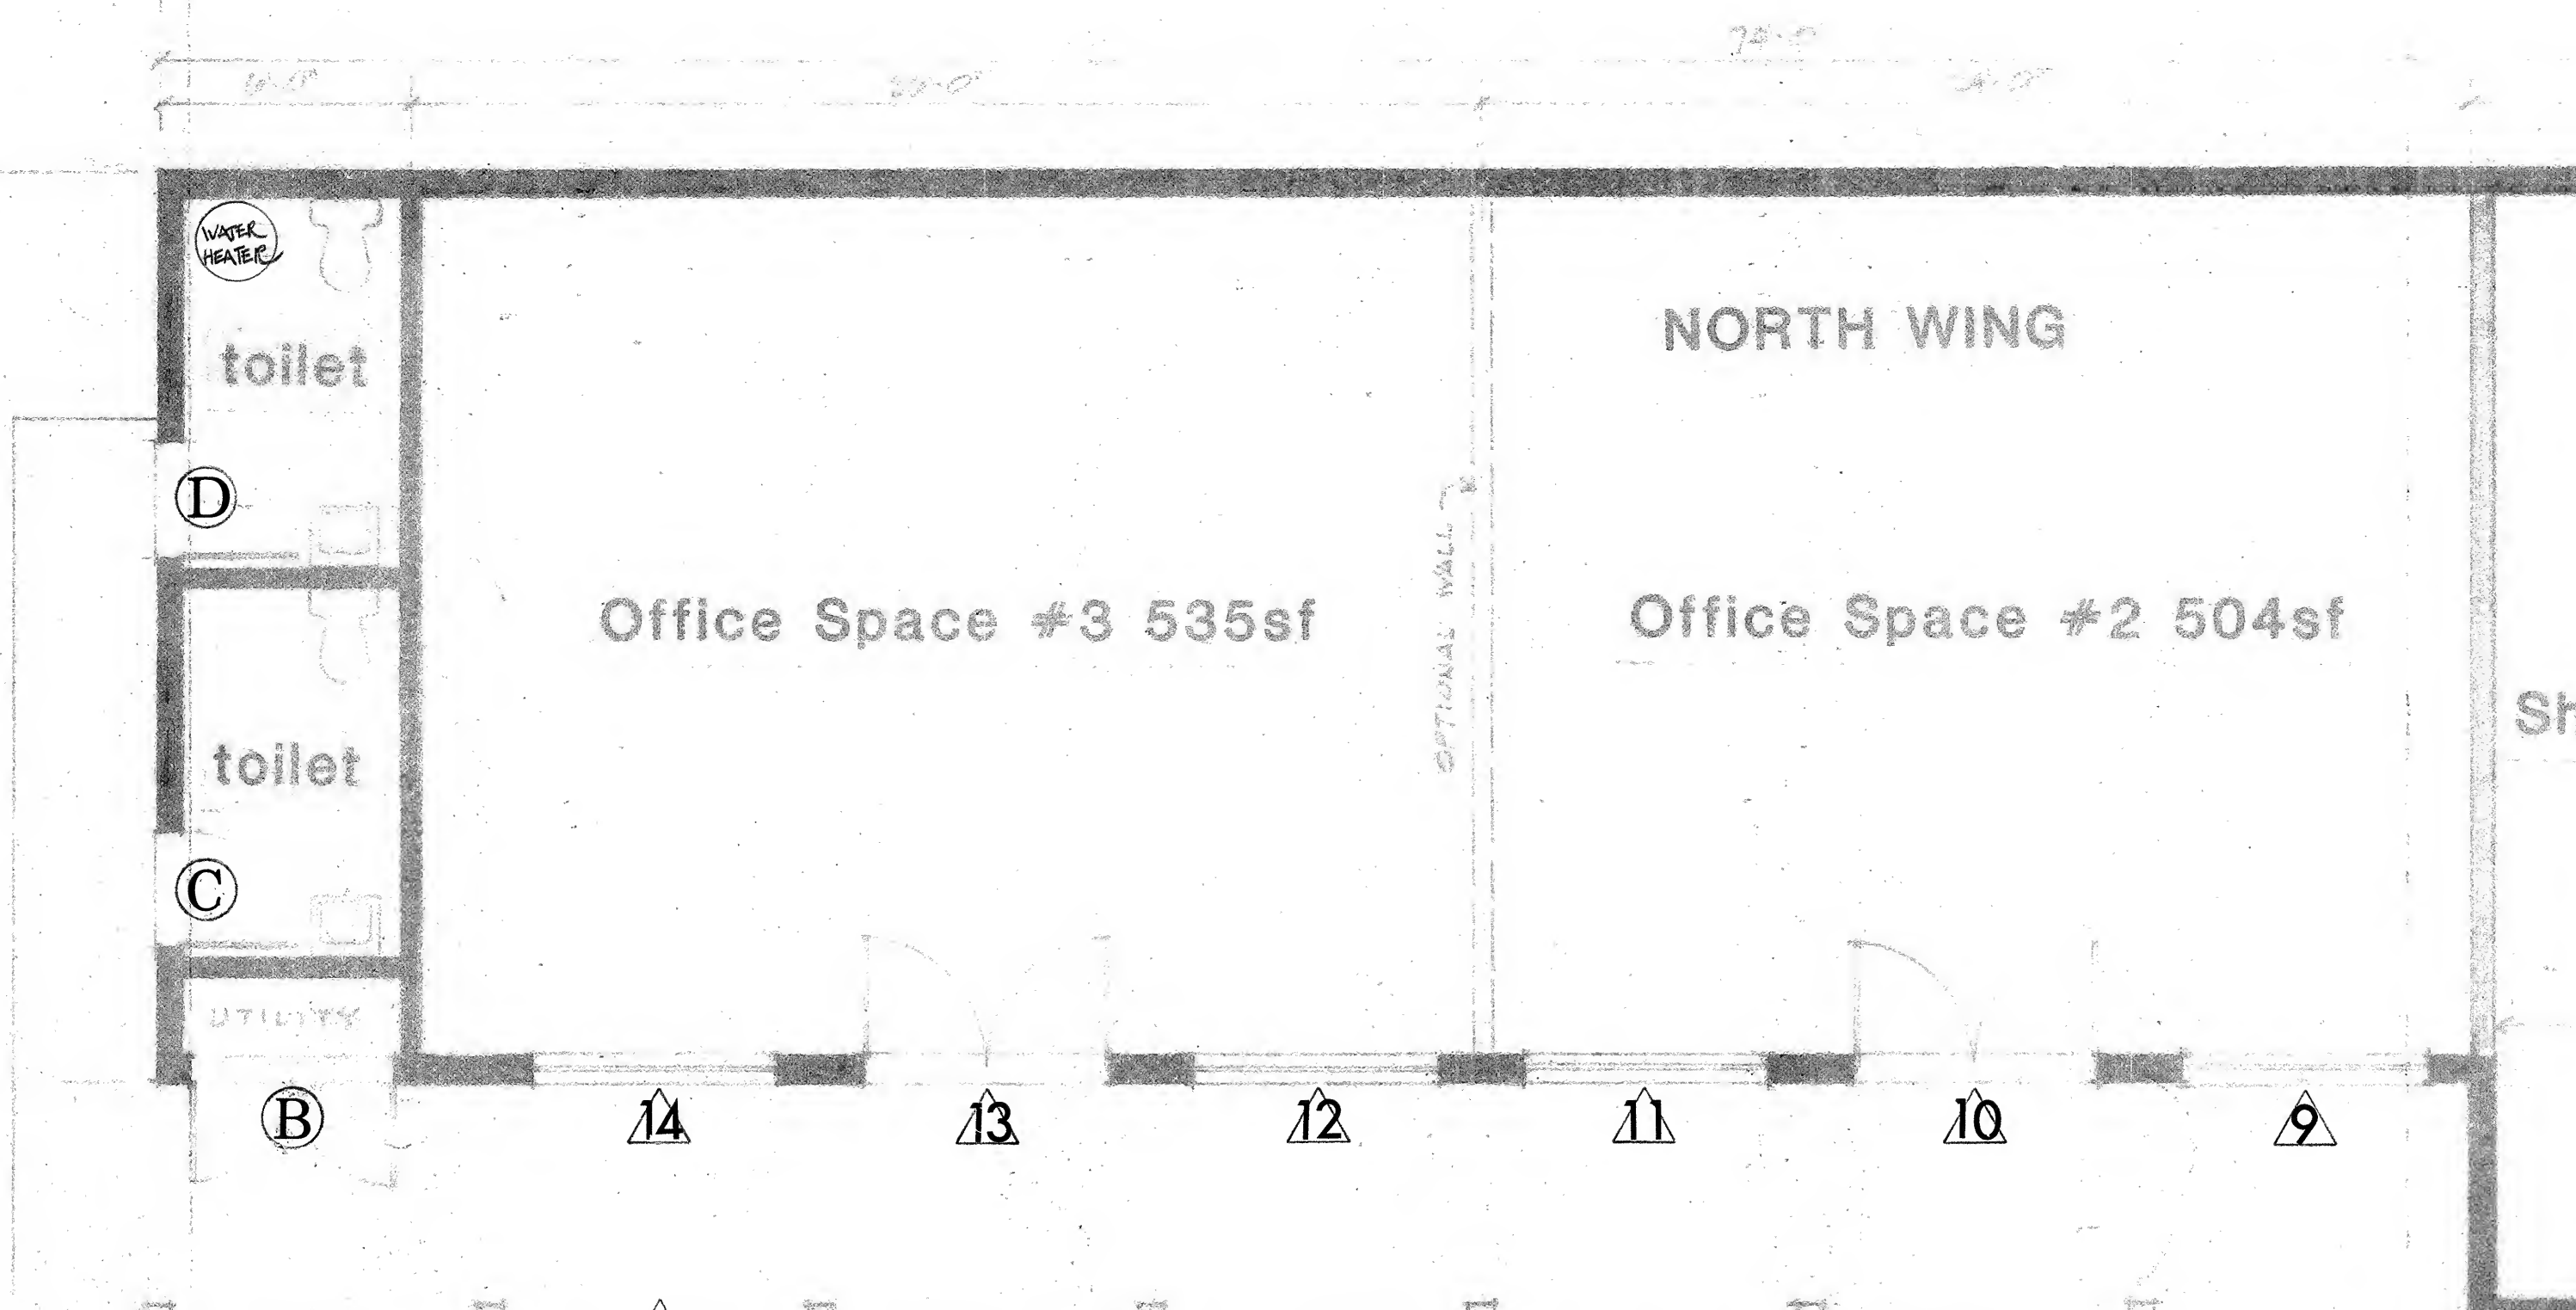 WATER
HEATER
toilet
NORTH WING
D
OPTIONAL WALL
Office Space #3 535sf
Office Space #2 504sf
Sh
toilet
C
UTILITY
B
14
13
12
11
10
9